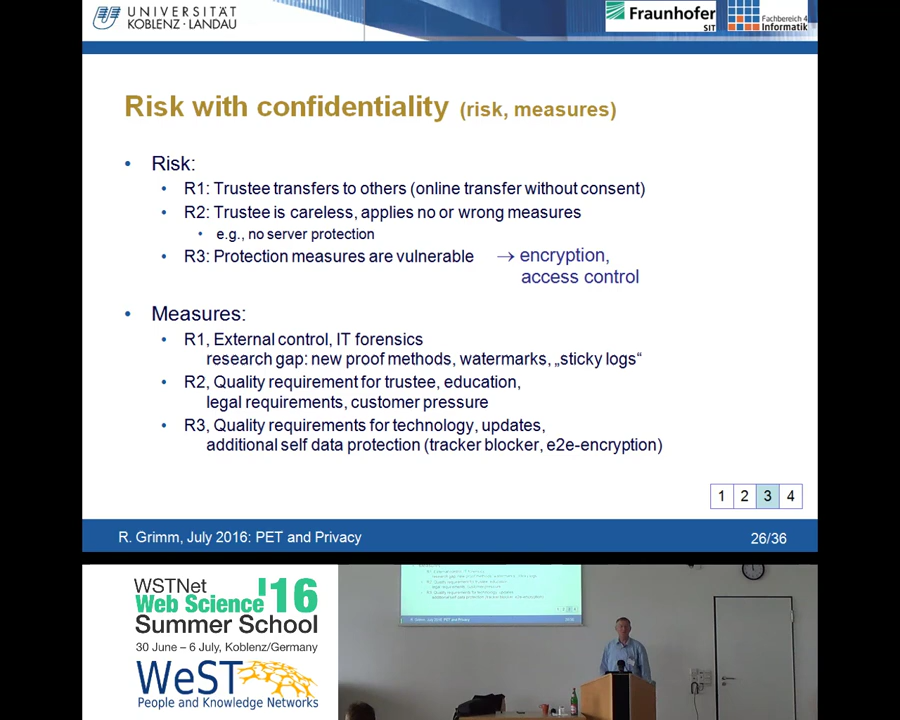 UNIVERSITÄT
KOBLENZ · LANDAU
Fraunhofer
SIT
Fachbereich 4
Informatik
Risk with confidentiality (risk, measures)
• Risk:
• R1: Trustee transfers to others (online transfer without consent)
• R2: Trustee is careless, applies no or wrong measures
• e.g., no server protection
• R3: Protection measures are vulnerable → encryption,
access control
• Measures:
• R1, External control, IT forensics
research gap: new proof methods, watermarks, „sticky logs“
• R2, Quality requirement for trustee, education,
legal requirements, customer pressure
• R3, Quality requirements for technology, updates,
additional self data protection (tracker blocker, e2e-encryption)
1 2 3 4
R. Grimm, July 2016: PET and Privacy
26/36
WSTNet
Web Science '16
Summer School
30 June – 6 July, Koblenz/Germany
WeST
People and Knowledge Networks